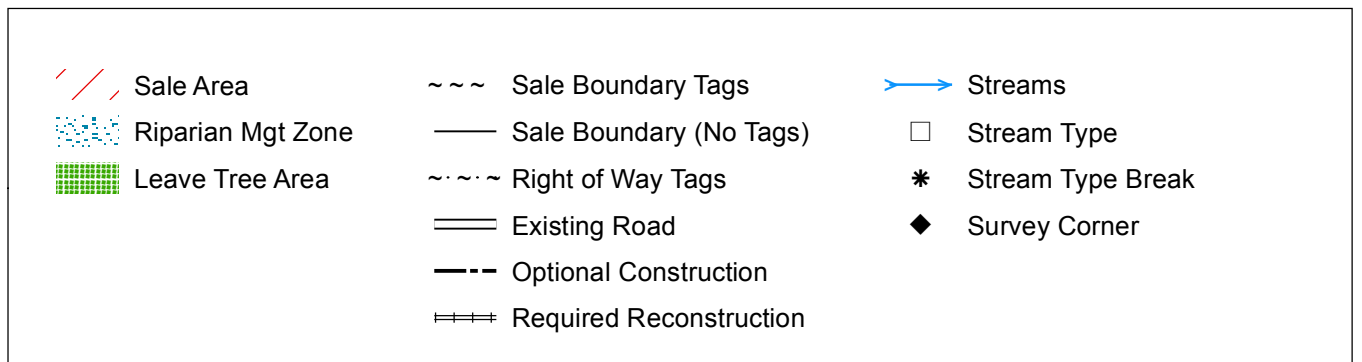 Sale Area
Riparian Mgt Zone
Leave Tree Area
Sale Boundary Tags
Sale Boundary (No Tags)
Right of Way Tags
Existing Road
Optional Construction
Required Reconstruction
Streams
Stream Type
Stream Type Break
Survey Corner